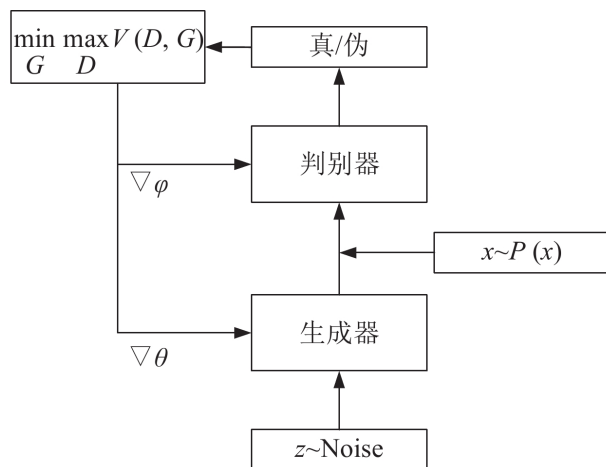 min max V (D, G)
G D
真/伪
判别器
▽φ
x~P (x)
生成器
▽θ
z~Noise